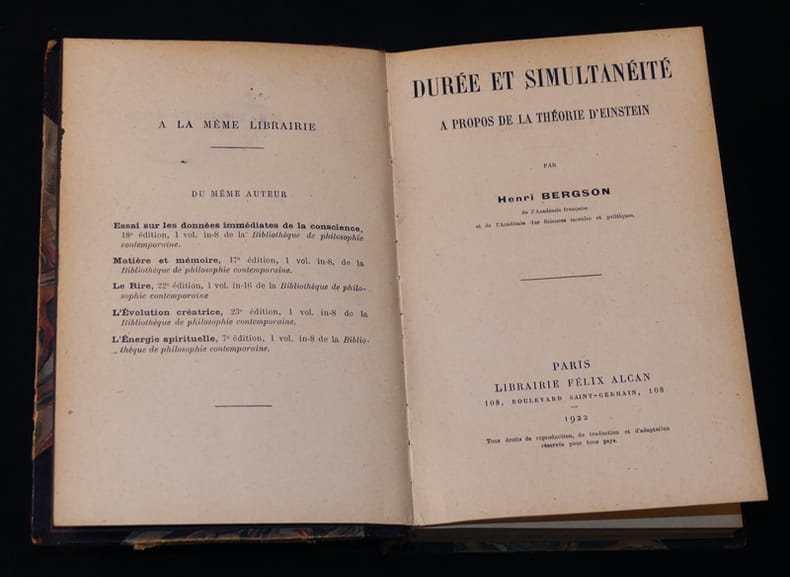 A LA MÊME LIBRAIRIE
DU MÊME AUTEUR
Essai sur les données immédiates de la conscience,
18e édition, 1 vol. in-8 de la Bibliothèque de philosophie
contemporaine.
Matière et mémoire, 17e édition, 1 vol. in-8, de la
Bibliothèque de philosophie contemporaine.
Le Rire, 22e édition, 1 vol. in-16 de la Bibliothèque de philo-
sophie contemporaine
L'Évolution créatrice, 23e édition, 1 vol. in-8 de la
Bibliothèque de philosophie contemporaine.
L'Énergie spirituelle, 7e édition, 1 vol. in-8 de la Biblio-
thèque de philosophie contemporaine.
DURÉE ET SIMULTANÉITÉ
A PROPOS DE LA THÉORIE D'EINSTEIN
PAR
Henri BERGSON
de l'Académie française
et de l'Académie des Sciences morales et politiques.
PARIS
LIBRAIRIE FÉLIX ALCAN
108, BOULEVARD SAINT-GERMAIN, 108
1922
Tous droits de reproduction, de traduction et d'adaptation
réservés pour tous pays.